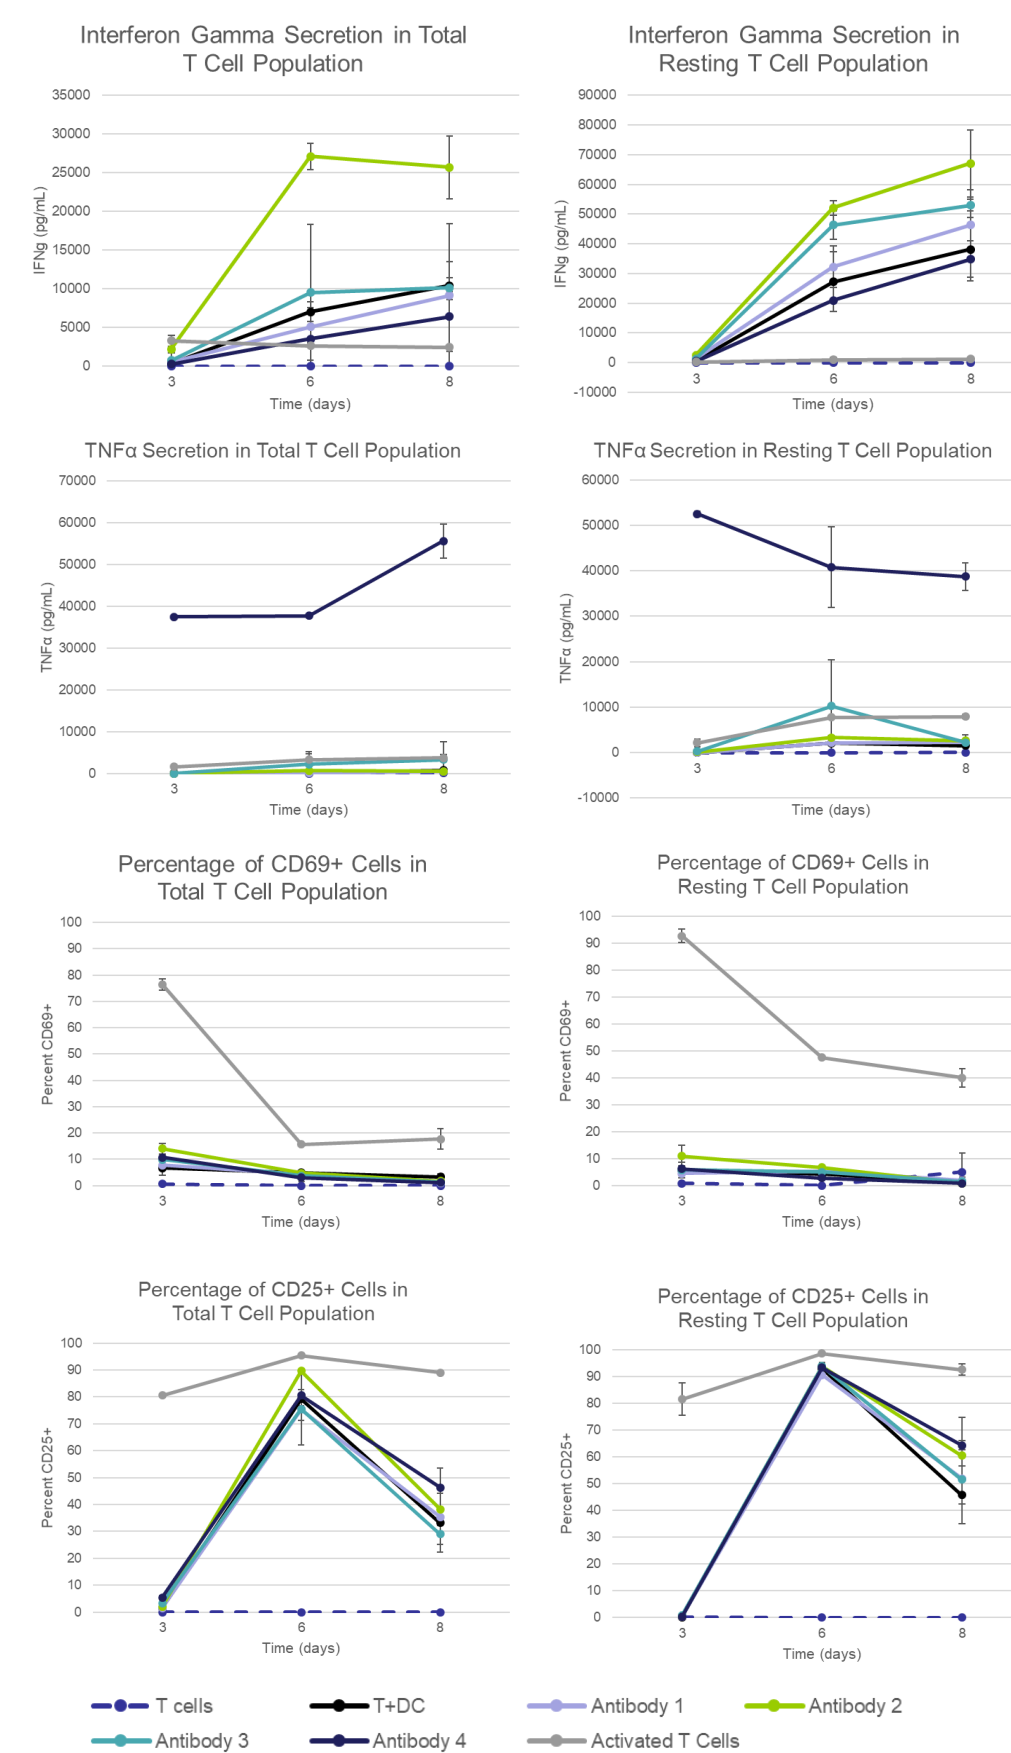 Interferon Gamma Secretion in Total
T Cell Population
35000
30000
25000
20000
15000
10000
5000
0
IFNg (pg/mL)
3
6
8
Time (days)
Interferon Gamma Secretion in
Resting T Cell Population
90000
80000
70000
60000
50000
40000
30000
20000
10000
0
-10000
IFNg (pg/mL)
3
6
8
Time (days)
TNFα Secretion in Total T Cell Population
70000
60000
50000
40000
30000
20000
10000
0
TNFα (pg/mL)
3
6
8
Time (days)
TNFα Secretion in Resting T Cell Population
60000
50000
40000
30000
20000
10000
0
-10000
TNFα (pg/mL)
3
6
8
Time (days)
Percentage of CD69+ Cells in
Total T Cell Population
100
90
80
70
60
50
40
30
20
10
0
Percent CD69+
3
6
8
Time (days)
Percentage of CD69+ Cells in
Resting T Cell Population
100
90
80
70
60
50
40
30
20
10
0
Percent CD69+
3
6
8
Time (days)
Percentage of CD25+ Cells in
Total T Cell Population
100
90
80
70
60
50
40
30
20
10
0
Percent CD25+
3
6
8
Time (days)
Percentage of CD25+ Cells in
Resting T Cell Population
100
90
80
70
60
50
40
30
20
10
0
Percent CD25+
3
6
8
Time (days)
T cells
T+DC
Antibody 1
Antibody 2
Antibody 3
Antibody 4
Activated T Cells